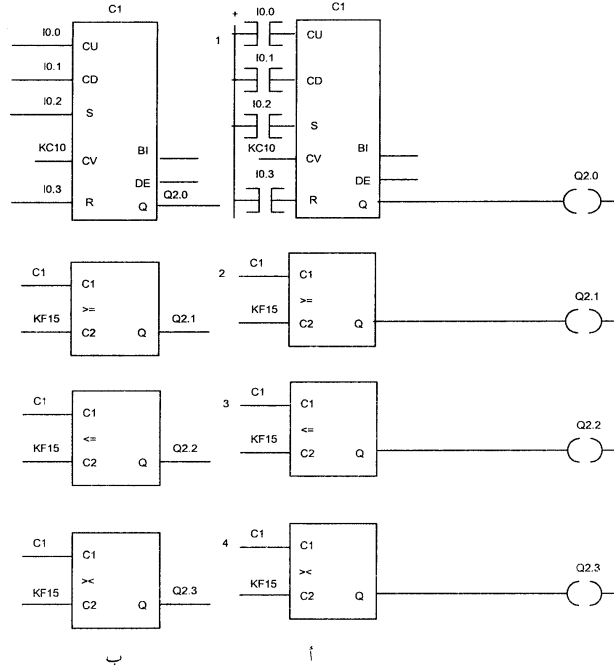 C1
I0.0
CU
I0.1
CD
I0.2
S
KC10
CV
BI
DE
I0.3
R
Q
Q2.0
C1
C1
>=
KF15
C2
Q
Q2.1
C1
C1
<=
KF15
C2
Q
Q2.2
C1
C1
><
KF15
C2
Q
Q2.3
ب
+
C1
1
I0.0
CU
I0.1
CD
I0.2
S
KC10
CV
BI
DE
I0.3
R
Q
Q2.0
2
C1
C1
>=
KF15
C2
Q
Q2.1
3
C1
C1
<=
KF15
C2
Q
Q2.2
4
C1
C1
><
KF15
C2
Q
Q2.3
أ